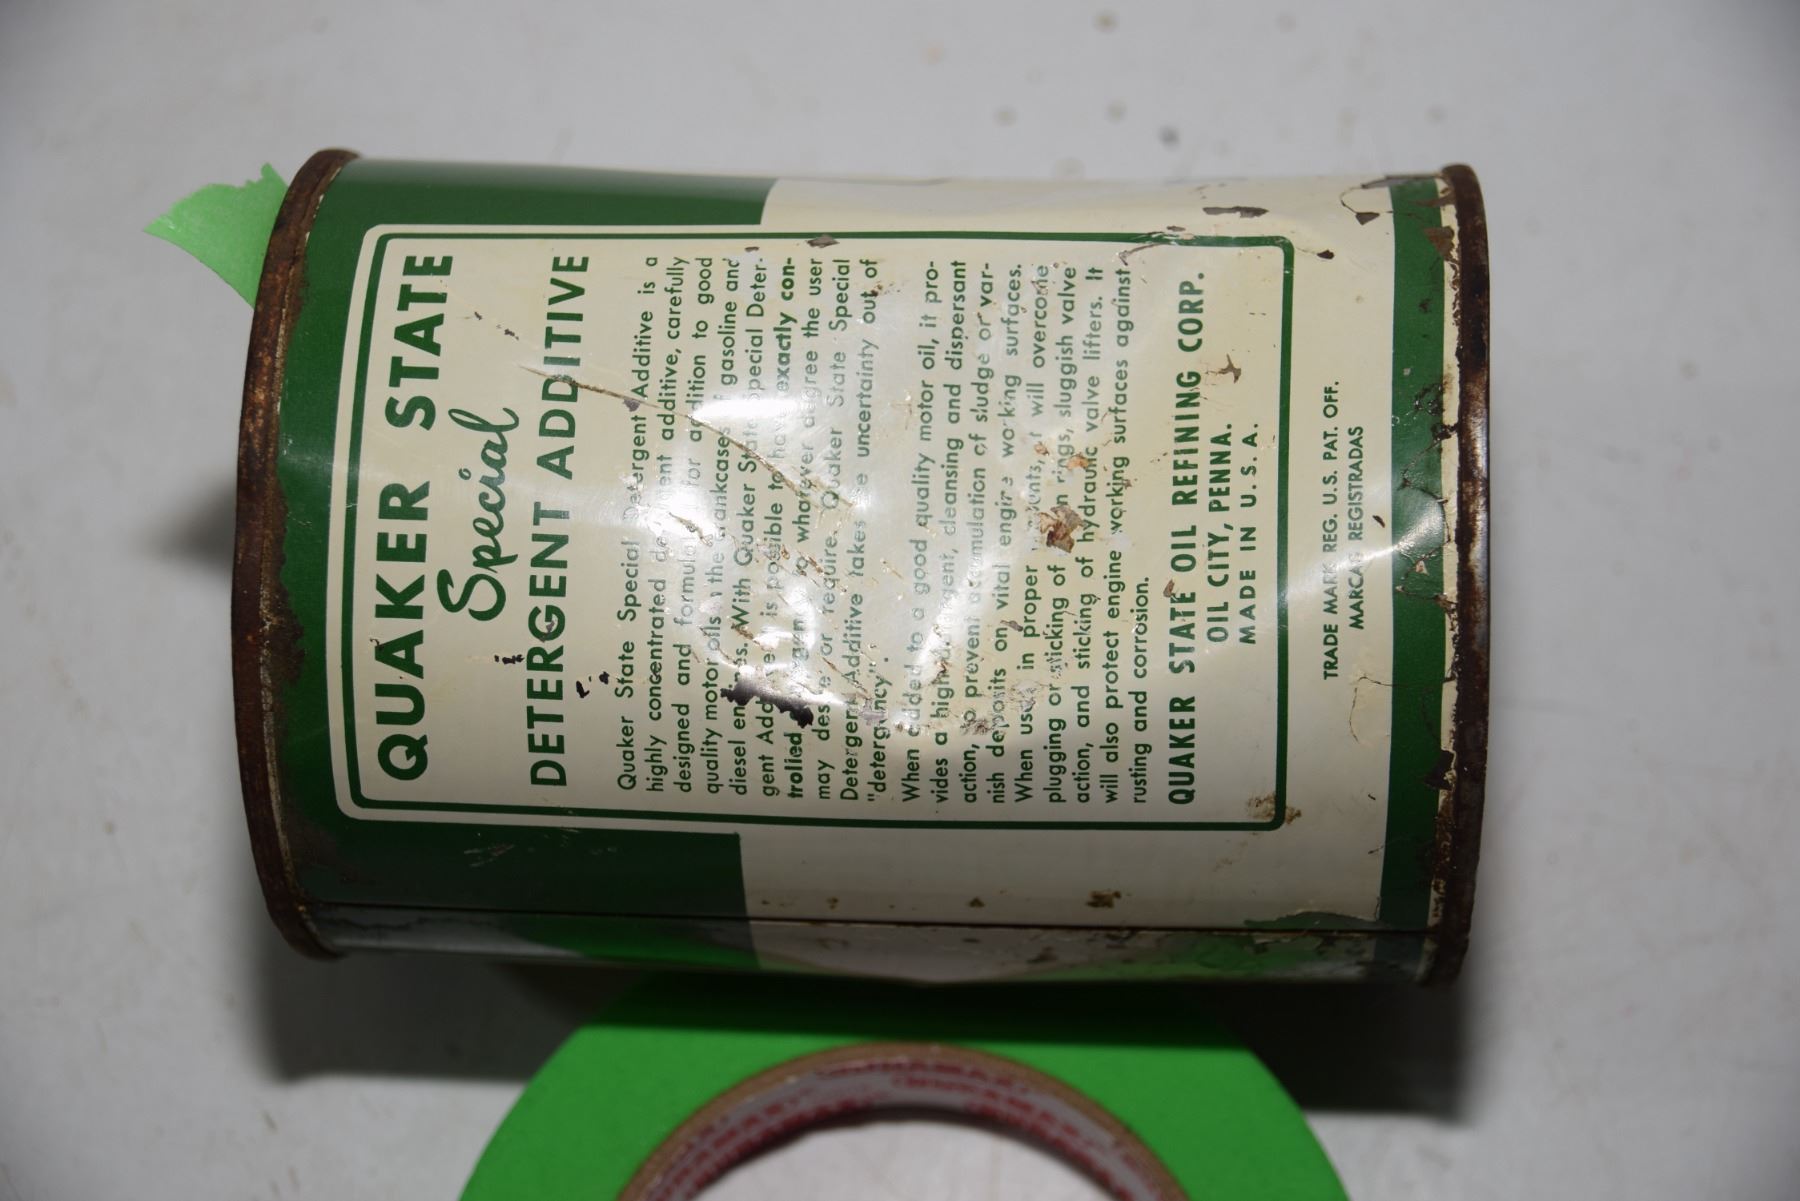 QUAKER STATE
Special
DETERGENT ADDITIVE
Quaker State Special Detergent Additive is a
highly concentrated detergent additive, carefully
designed and formulated for addition to good
quality motor oils in the crankcases of gasoline and
diesel engines. With Quaker State Special Deter-
gent Additive it is possible to have exactly con-
trolled detergency to whatever degree the user
may desire or require. Quaker State Special
Detergent Additive takes the uncertainty out of
"detergency".
When added to a good quality motor oil, it pro-
vides a high detergent, cleansing and dispersant
action, to prevent accumulation of sludge or var-
nish deposits on vital engine working surfaces.
When used in proper amounts, it will overcome
plugging or sticking of piston rings, sluggish valve
action, and sticking of hydraulic valve lifters. It
will also protect engine working surfaces against
rusting and corrosion.
QUAKER STATE OIL REFINING CORP.
OIL CITY, PENNA.
MADE IN U. S. A.
TRADE MARK REG. U.S. PAT. OFF.
MARCAS REGISTRADAS